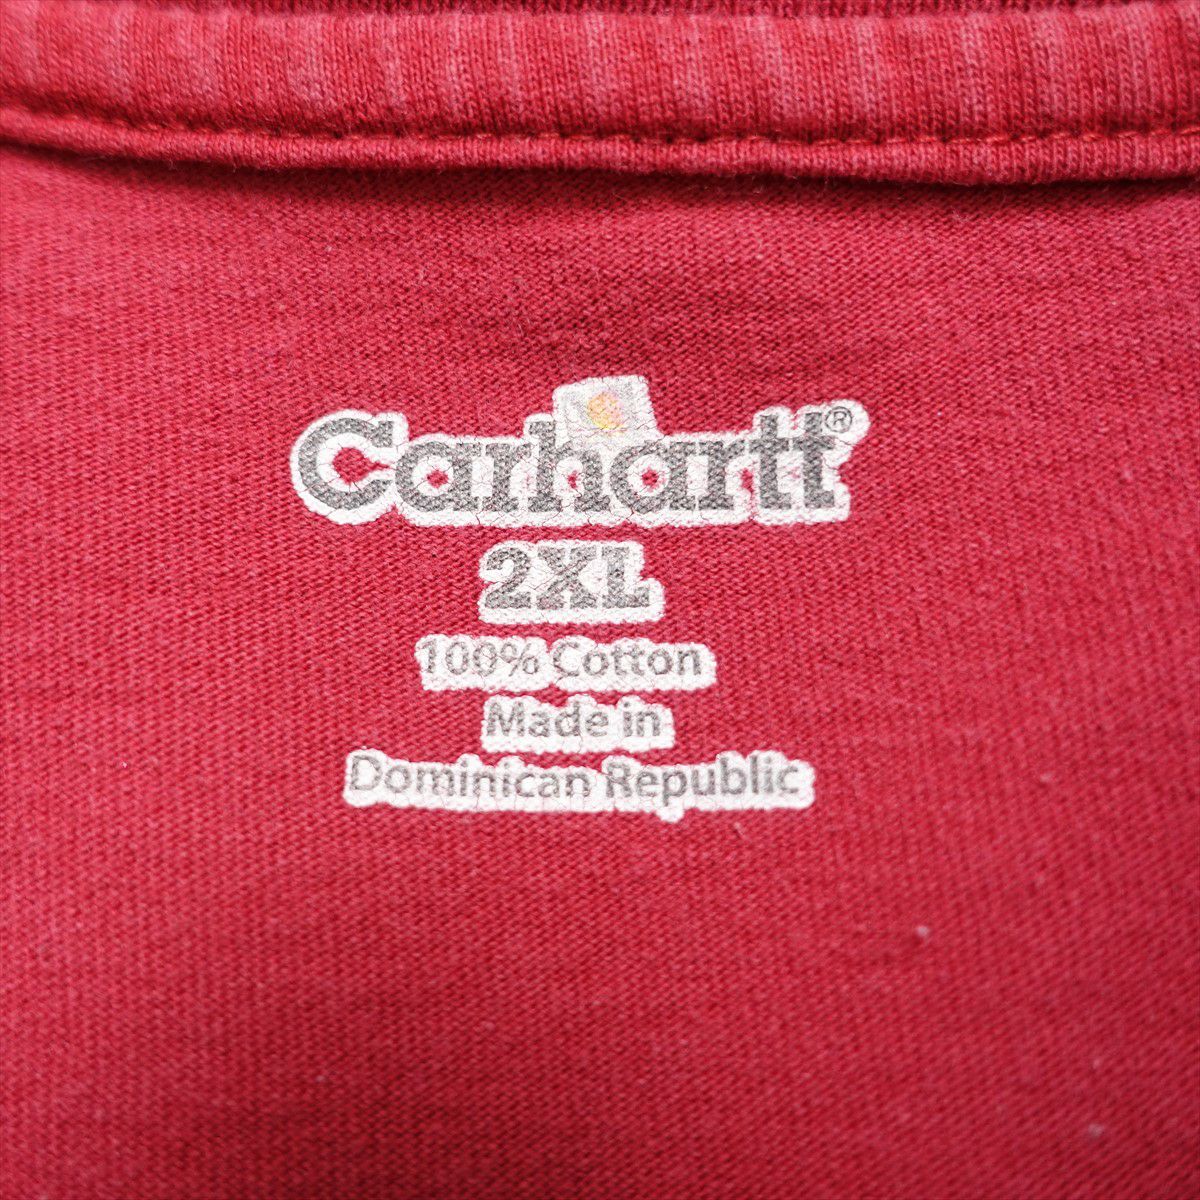 Carhartt®
2XL
100% Cotton
Made in
Dominican Republic